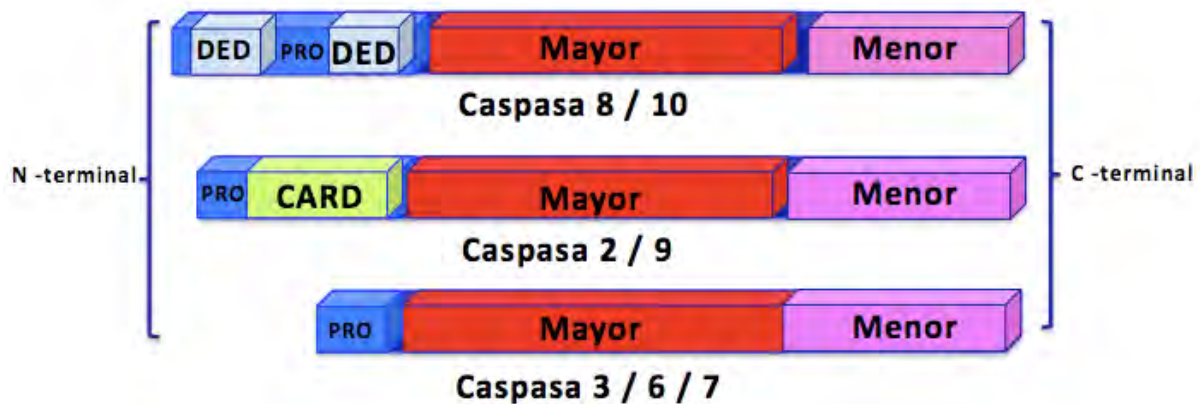 DED PRO DED Mayor Menor
Caspasa 8 / 10
N -terminal
C -terminal
PRO CARD Mayor Menor
Caspasa 2 / 9
PRO Mayor Menor
Caspasa 3 / 6 / 7